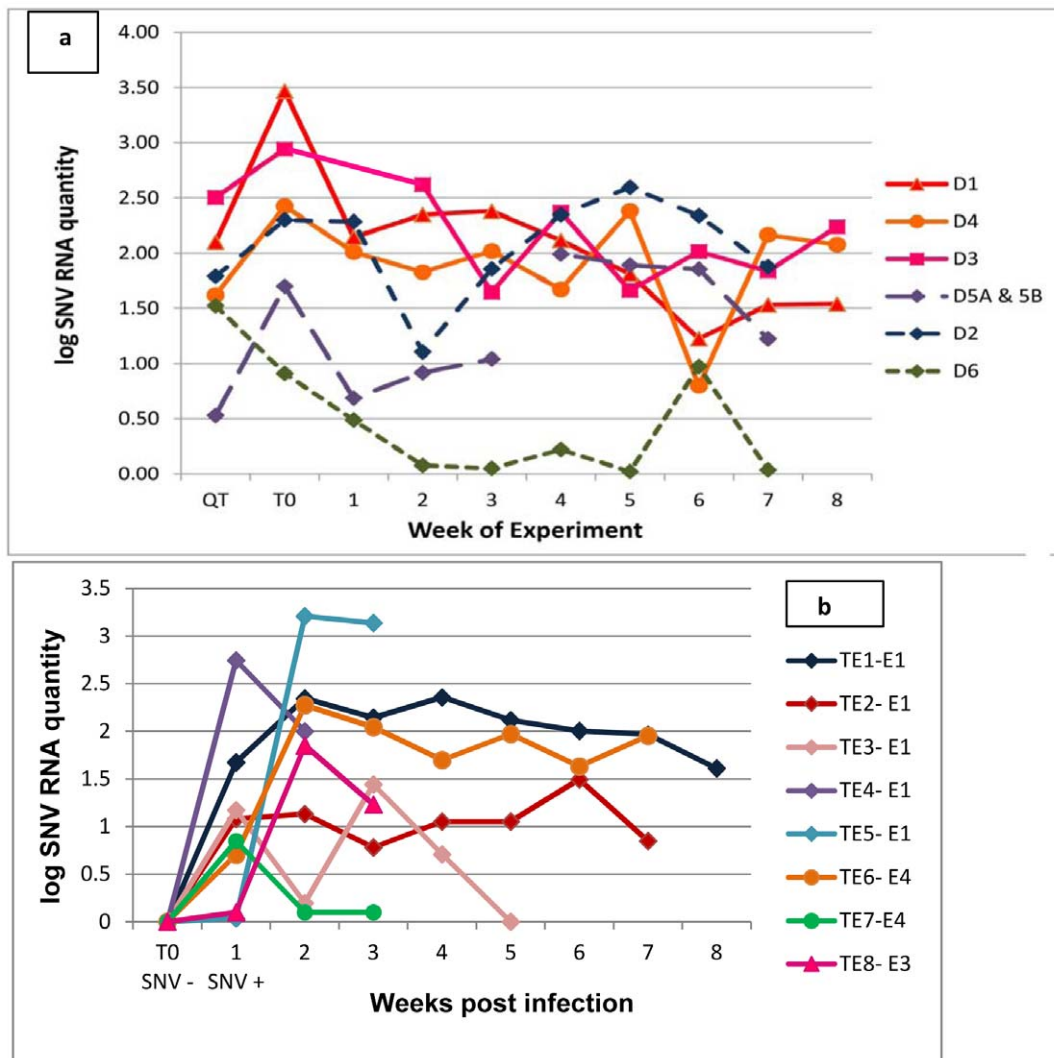 a
4.00
3.50
3.00
2.50
2.00
1.50
1.00
0.50
0.00
log SNV RNA quantity
QT T0 1 2 3 4 5 6 7 8
Week of Experiment
D1
D4
D3
D5A & 5B
D2
D6
b
3.5
3
2.5
2
1.5
1
0.5
0
log SNV RNA quantity
T0 1 2 3 4 5 6 7 8
SNV - SNV +
Weeks post infection
TE1-E1
TE2- E1
TE3- E1
TE4- E1
TE5- E1
TE6- E4
TE7-E4
TE8- E3